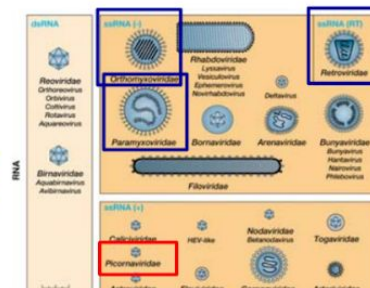 dsRNA
ssRNA (-)
ssRNA (RT)
Reoviridae
Orthoreovirus
Orbivirus
Coltivirus
Rotavirus
Aquareovirus
Orthomyxoviridae
Rhabdoviridae
Lyssavirus
Vesiculovirus
Ephemerovirus
Novirhabdovirus
Deltavirus
Retroviridae
Birnaviridae
Aquabirnavirus
Avibirnavirus
Paramyxoviridae
Bornaviridae
Arenaviridae
Bunyaviridae
Bunyavirus
Hantavirus
Nairovirus
Phlebovirus
Filoviridae
RNA
ssRNA (+)
Caliciviridae
HEV-like
Nodaviridae
Betanodavirus
Togaviridae
Picornaviridae